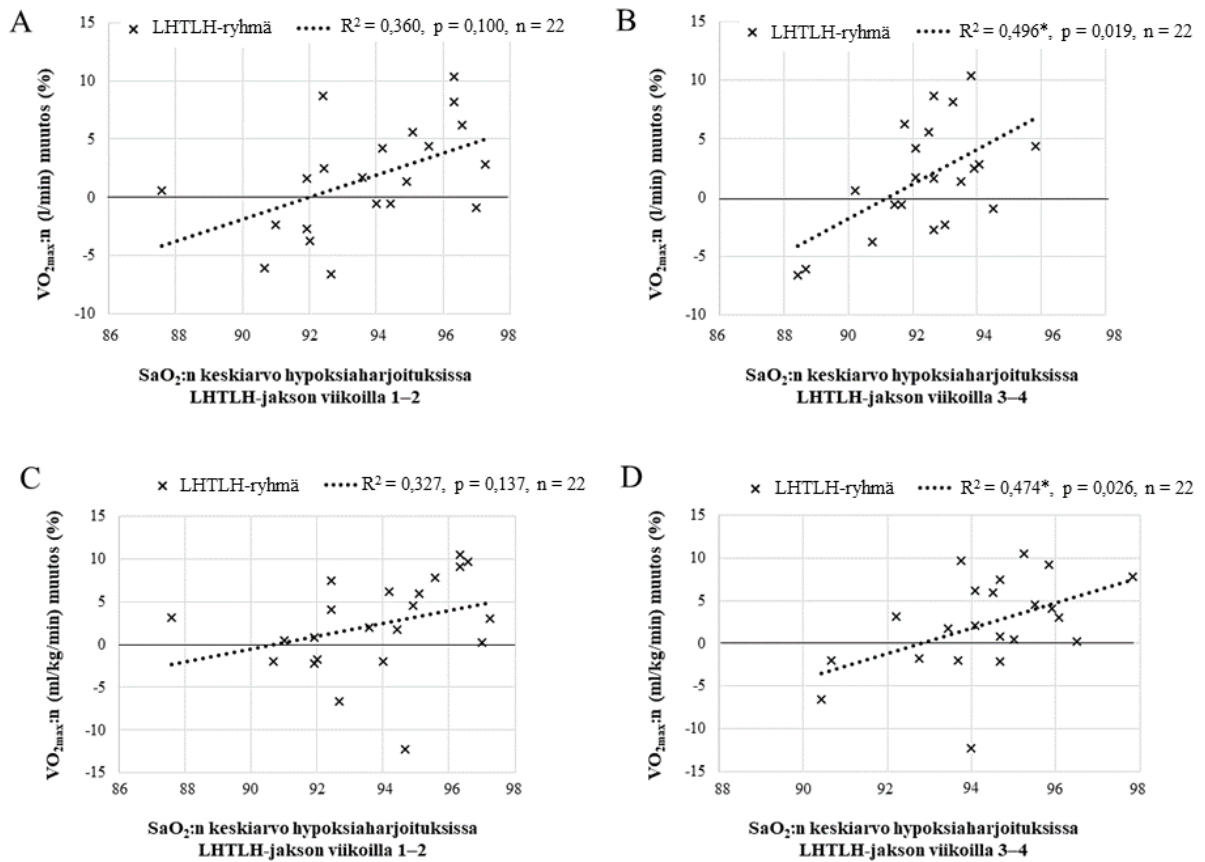 A
× LHTLH-ryhmä ········ R² = 0,360, p = 0,100, n = 22
VO₂max:n (l/min) muutos (%)
15
10
5
0
-5
-10
86 88 90 92 94 96 98
SaO₂:n keskiarvo hypoksiaharjoituksissa
LHTLH-jakson viikoilla 1–2
B
× LHTLH-ryhmä ········ R² = 0,496*, p = 0,019, n = 22
VO₂max:n (l/min) muutos (%)
15
10
5
0
-5
-10
86 88 90 92 94 96 98
SaO₂:n keskiarvo hypoksiaharjoituksissa
LHTLH-jakson viikoilla 3–4
C
× LHTLH-ryhmä ········ R² = 0,327, p = 0,137, n = 22
VO₂max:n (ml/kg/min) muutos (%)
15
10
5
0
-5
-10
-15
86 88 90 92 94 96 98
SaO₂:n keskiarvo hypoksiaharjoituksissa
LHTLH-jakson viikoilla 1–2
D
× LHTLH-ryhmä ········ R² = 0,474*, p = 0,026, n = 22
VO₂max:n (ml/kg/min) muutos (%)
15
10
5
0
-5
-10
-15
88 90 92 94 96 98
SaO₂:n keskiarvo hypoksiaharjoituksissa
LHTLH-jakson viikoilla 3–4